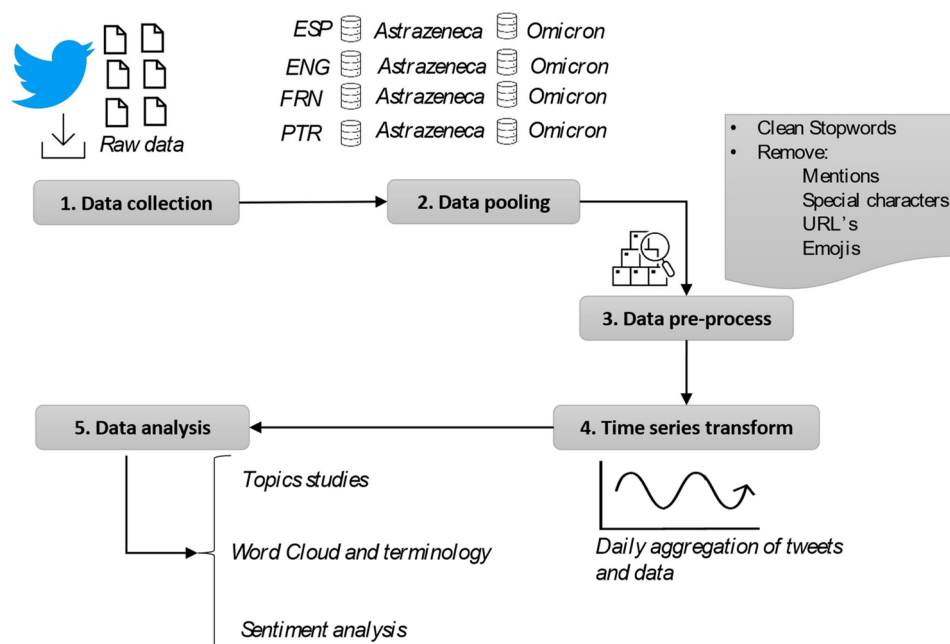 ESP Astrazeneca Omicron
ENG Astrazeneca Omicron
FRN Astrazeneca Omicron
PTR Astrazeneca Omicron
Raw data
• Clean Stopwords
• Remove:
Mentions
Special characters
URL's
Emojis
1. Data collection
2. Data pooling
3. Data pre-process
4. Time series transform
Daily aggregation of tweets
and data
5. Data analysis
Topics studies
Word Cloud and terminology
Sentiment analysis